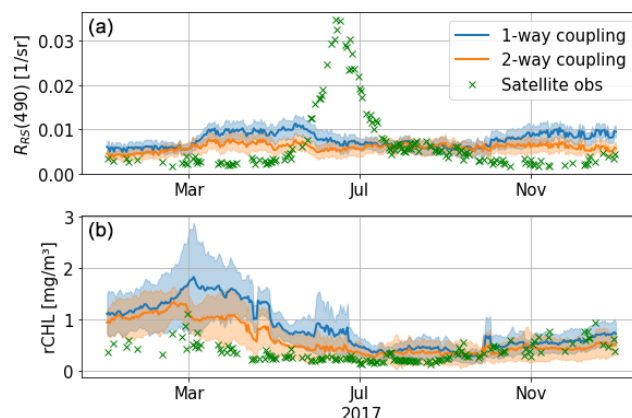 (a)
1-way coupling
2-way coupling
Satellite obs
R_RS(490) [1/sr]
0.03
0.02
0.01
0.00
Mar
Jul
Nov
(b)
rCHL [mg/m³]
3
2
1
0
Mar
Jul
Nov
2017